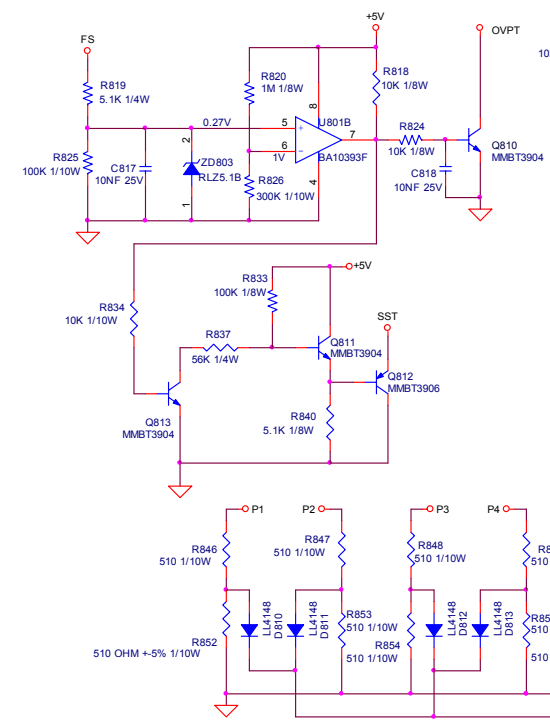 +5V
FS
OVPT
10
R819
5.1K 1/4W
R820
1M 1/8W
R818
10K 1/8W
8
U801B
0.27V
5
+
7
6
-
1V
BA10393F
4
R824
10K 1/8W
Q810
MMBT3904
R825
100K 1/10W
C817
10NF 25V
2
ZD803
RLZ5.1B
1
R826
300K 1/10W
C818
10NF 25V
+5V
R833
100K 1/8W
R834
10K 1/10W
SST
R837
56K 1/4W
Q811
MMBT3904
Q812
MMBT3906
Q813
MMBT3904
R840
5.1K 1/8W
P1
P2
P3
P4
R846
510 1/10W
R847
510 1/10W
R848
510 1/10W
R8
510
LL4148
D810
LL4148
D811
LL4148
D812
LL4148
D813
R852
510 OHM +-5% 1/10W
R853
510 1/10W
R854
510 1/10W
R85
510
510